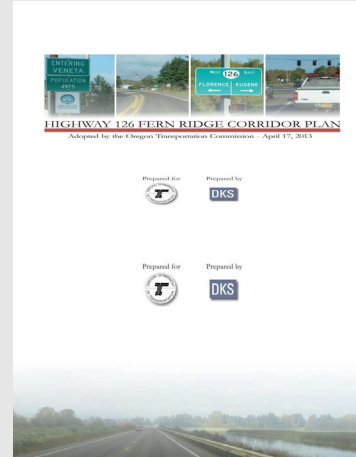 ENTERING
VENETA
POPULATION
4975
WEST 126 EAST
FLORENCE EUGENE
HIGHWAY 126 FERN RIDGE CORRIDOR PLAN
Adopted by the Oregon Transportation Commission - April 17, 2013
Prepared for Prepared by
DKS
Prepared for Prepared by
DKS